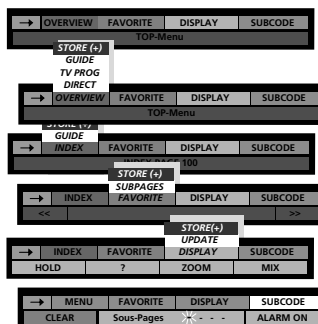 → OVERVIEW FAVORITE DISPLAY SUBCODE
TOP-Menu
STORE (+)
GUIDE
TV PROG
DIRECT
→ OVERVIEW FAVORITE DISPLAY SUBCODE
TOP-Menu
STORE (+)
GUIDE
→ INDEX FAVORITE DISPLAY SUBCODE
INDEX PAGE 100
STORE (+)
SUBPAGES
→ INDEX FAVORITE DISPLAY SUBCODE
<< >>
STORE(+)
UPDATE
→ INDEX FAVORITE DISPLAY SUBCODE
HOLD ? ZOOM MIX
→ MENU FAVORITE DISPLAY SUBCODE
CLEAR Sous-Pages - - - ALARM ON